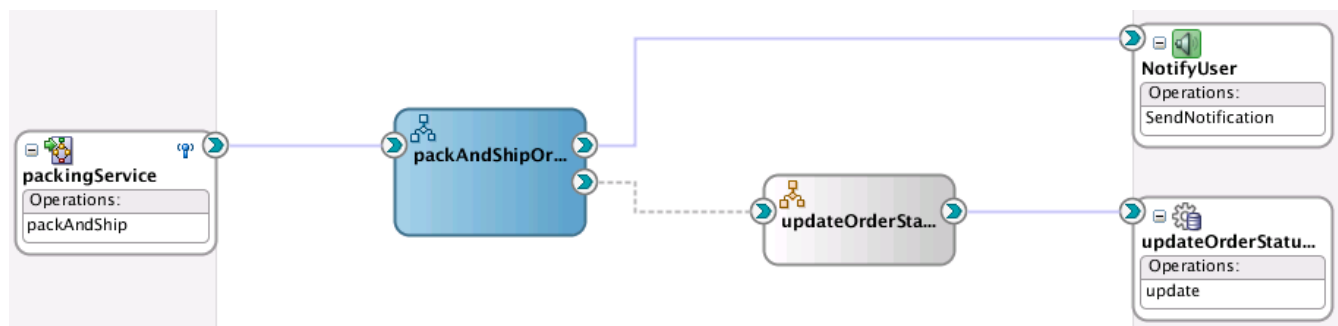 packingService
Operations:
packAndShip
packAndShipOr...
updateOrderSta...
NotifyUser
Operations:
SendNotification
updateOrderStatu...
Operations:
update